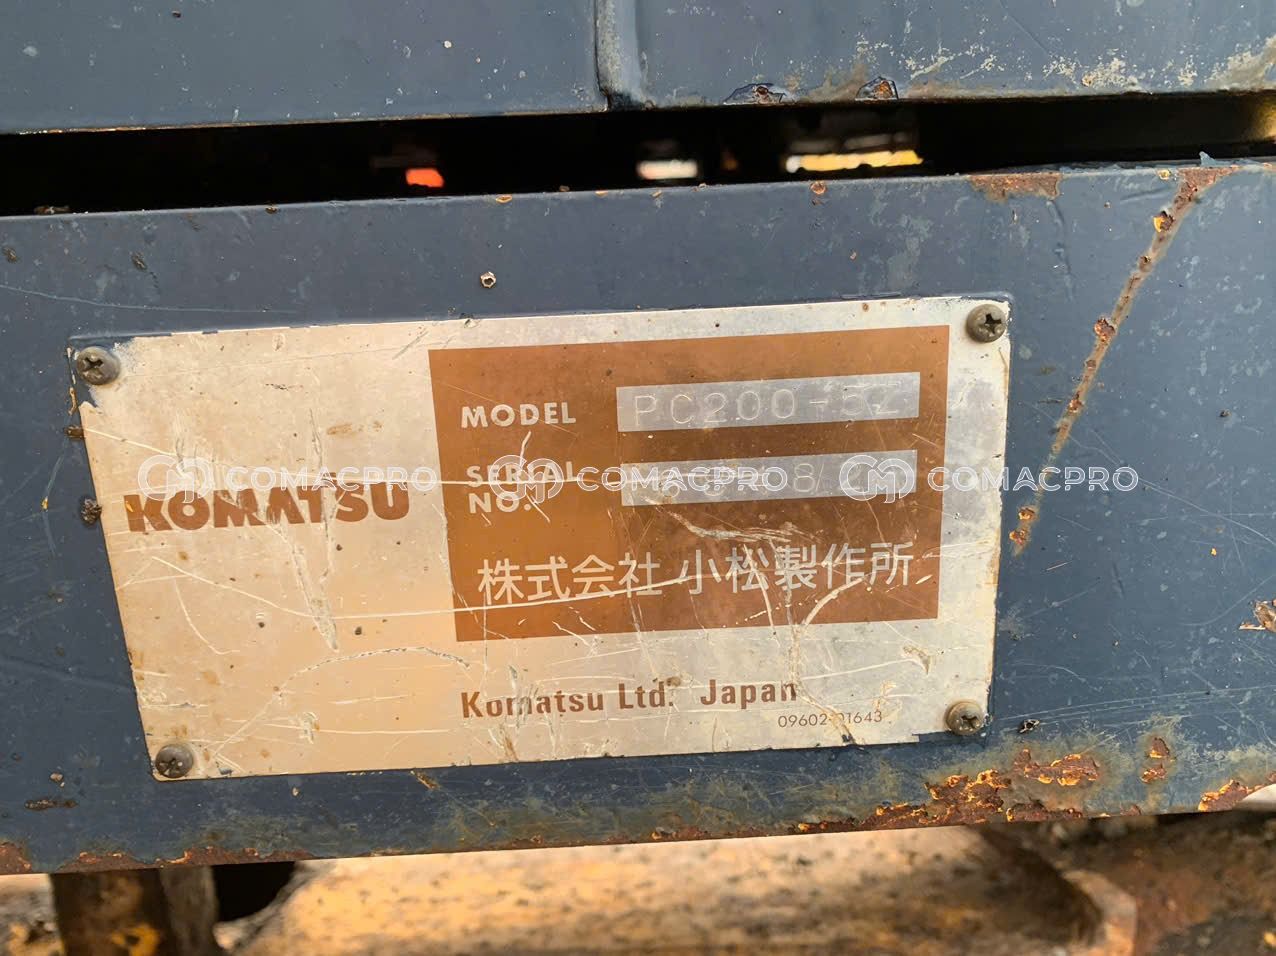 MODEL PC200-5Z
SERIAL NO.
KOMATSU
株式会社 小松製作所
Komatsu Ltd. Japan
09602-01643
COMACPRO COMACPRO COMACPRO